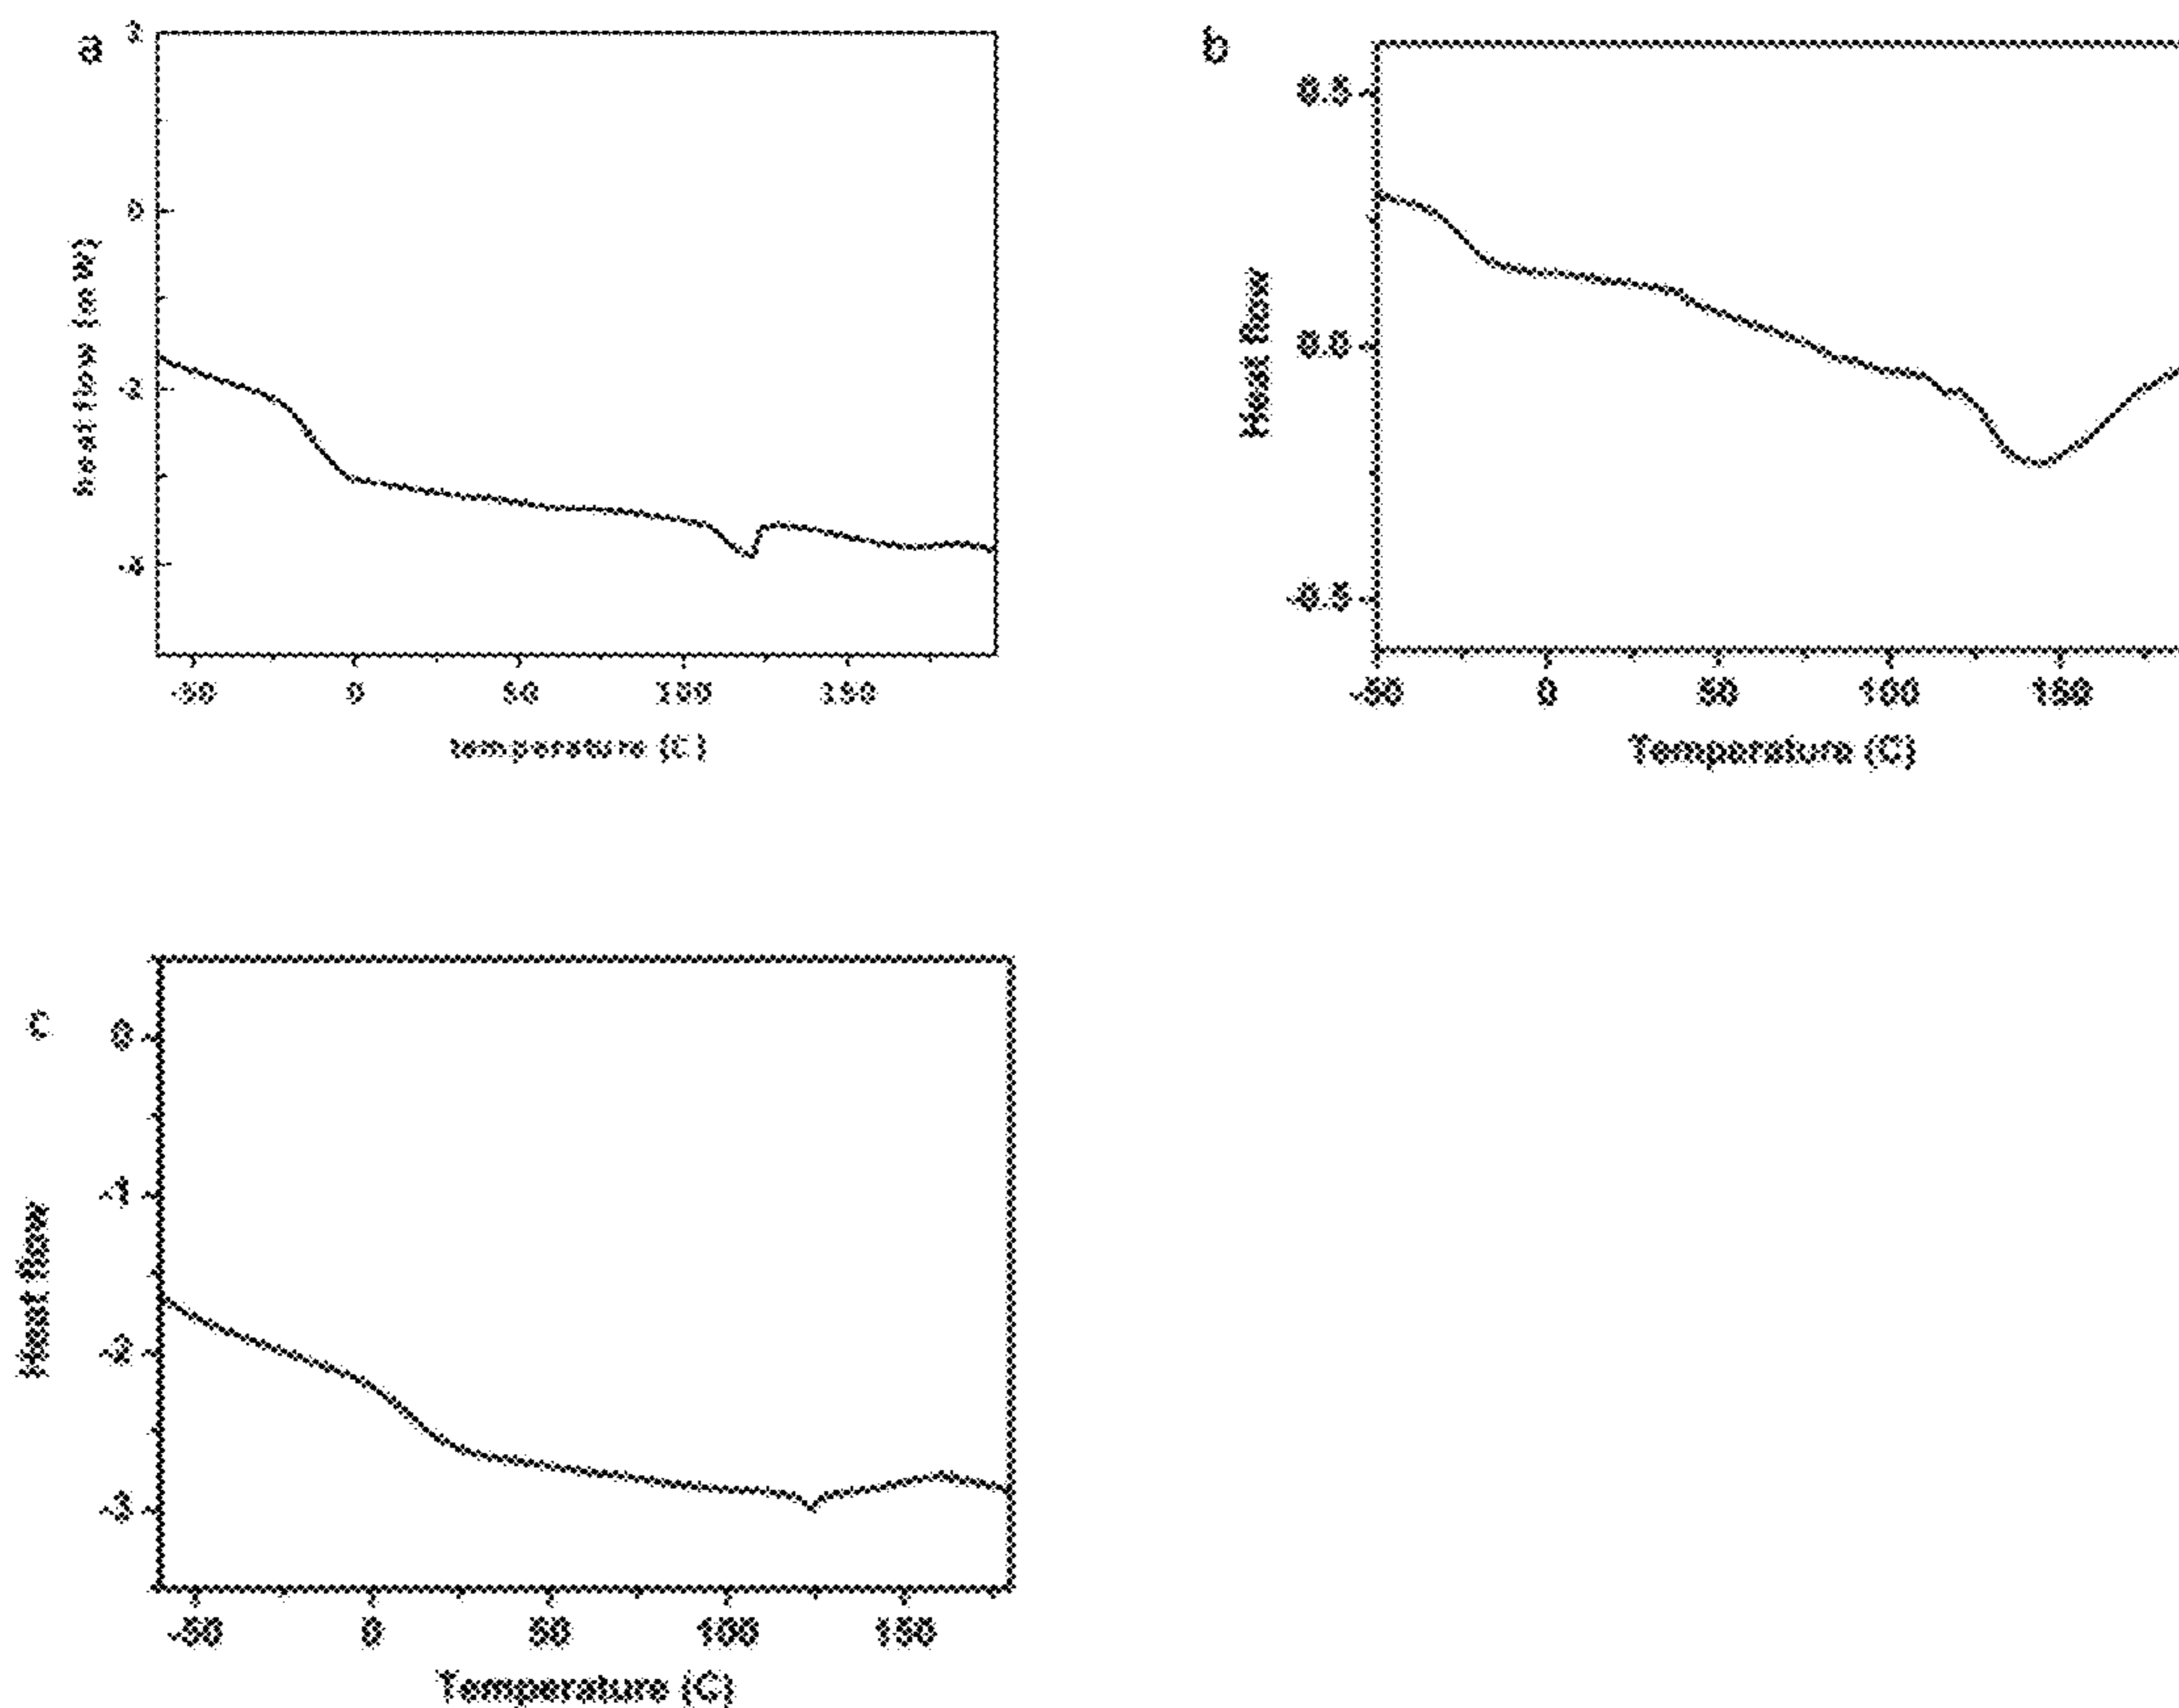 a
2
0
-2
-4
heat flow (mW)
-50 0 50 100 150
temperature (C)
b
0.5
0.0
-0.5
Heat flow
-50 0 50 100 150
Temperature (C)
c
0
-1
-2
-3
Heat flow
-50 0 50 100 150
Temperature (C)